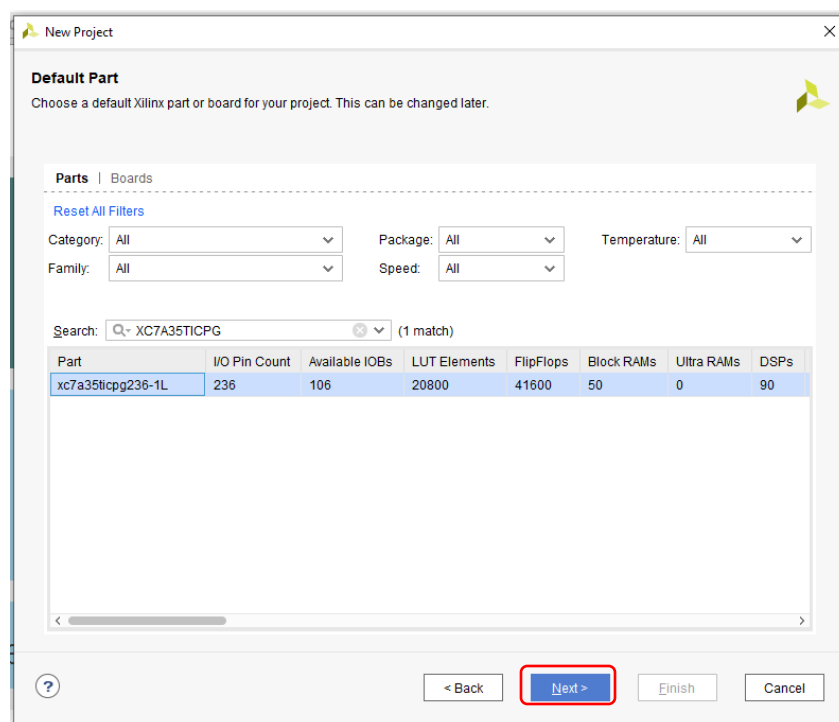 New Project
Default Part
Choose a default Xilinx part or board for your project. This can be changed later.
Parts | Boards
Reset All Filters
Category: All Package: All Temperature: All
Family: All Speed: All
Search: XC7A35TICPG (1 match)
Part I/O Pin Count Available IOBs LUT Elements FlipFlops Block RAMs Ultra RAMs DSPs
xc7a35ticpg236-1L 236 106 20800 41600 50 0 90
? < Back Next > Finish Cancel